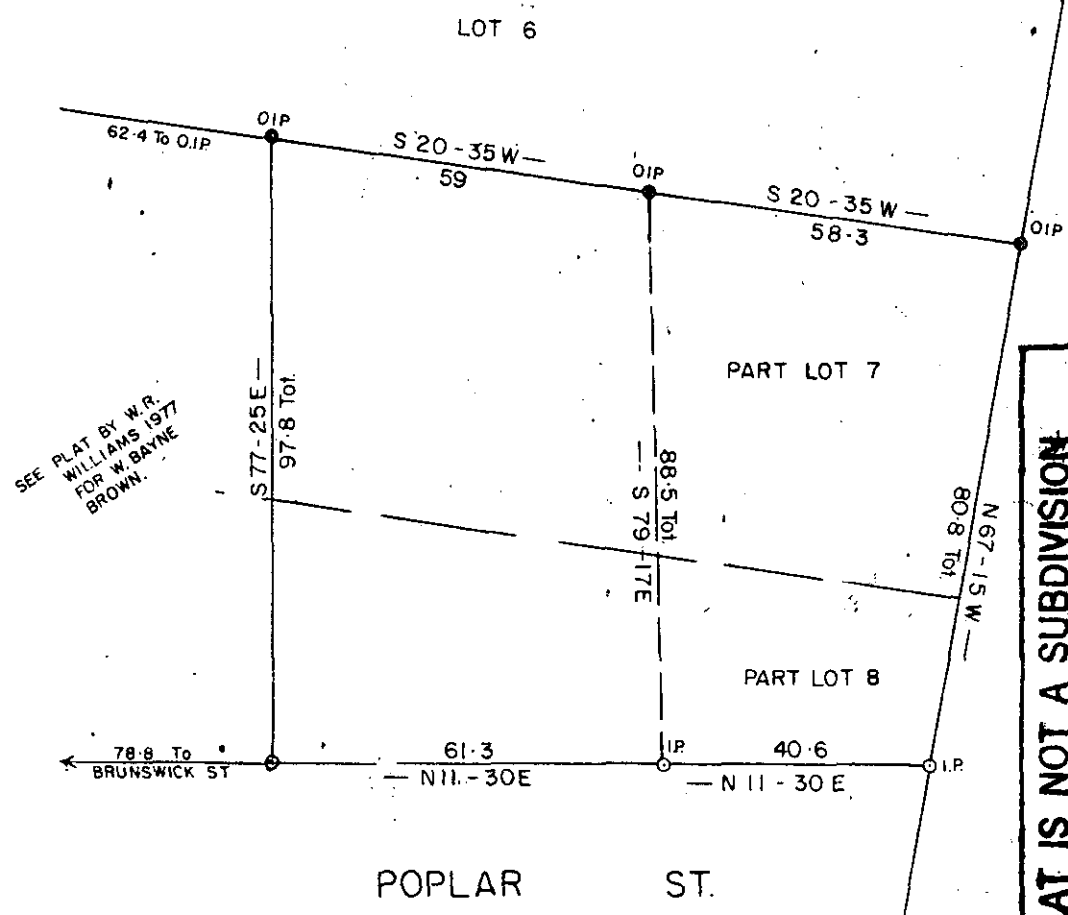 LOT 6
62.4 To O.I.P.
OIP
S 20-35 W —
59
OIP
S 20-35 W —
58.3
OIP
PART LOT 7
S 77-25 E —
97.8 Tot.
88.5 Tot.
— S 79-17E
N 67-15 W —
80.8 Tot.
SEE PLAT BY W.R.
WILLIAMS 1977
FOR W. BAYNE
BROWN.
PART LOT 8
78.8 To
BRUNSWICK ST
61.3
— N 11-30 E
I.P.
40.6
— N 11-30 E
I.P.
POPLAR ST.
AT IS NOT A SUBDIVISION